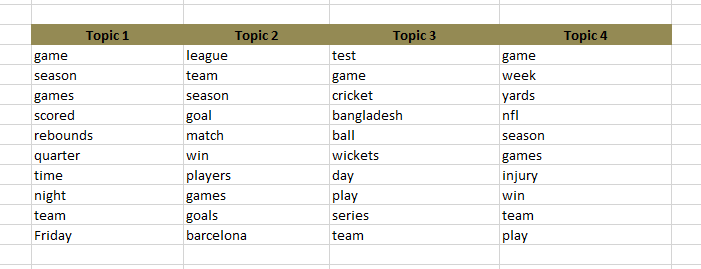 Topic 1 Topic 2 Topic 3 Topic 4
game league test game
season team game week
games season cricket yards
scored goal bangladesh nfl
rebounds match ball season
quarter win wickets games
time players day injury
night games play win
team goals series team
Friday barcelona team play